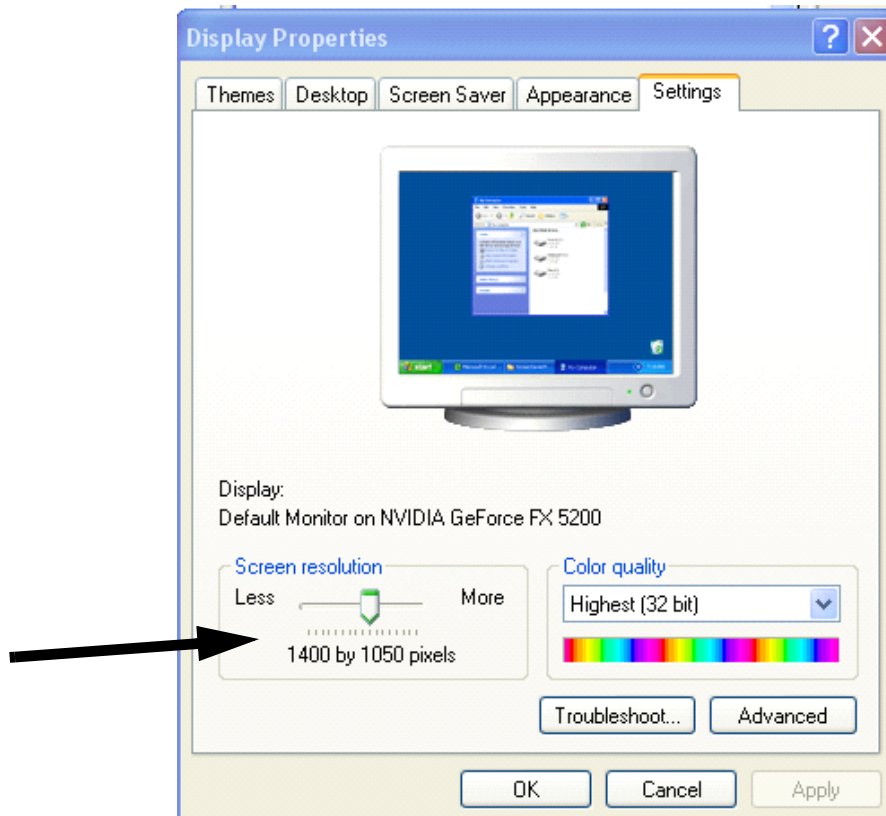 Display Properties
Themes Desktop Screen Saver Appearance Settings
start
Display:
Default Monitor on NVIDIA GeForce FX 5200
Screen resolution
Less More
1400 by 1050 pixels
Color quality
Highest (32 bit)
Troubleshoot... Advanced
OK Cancel Apply